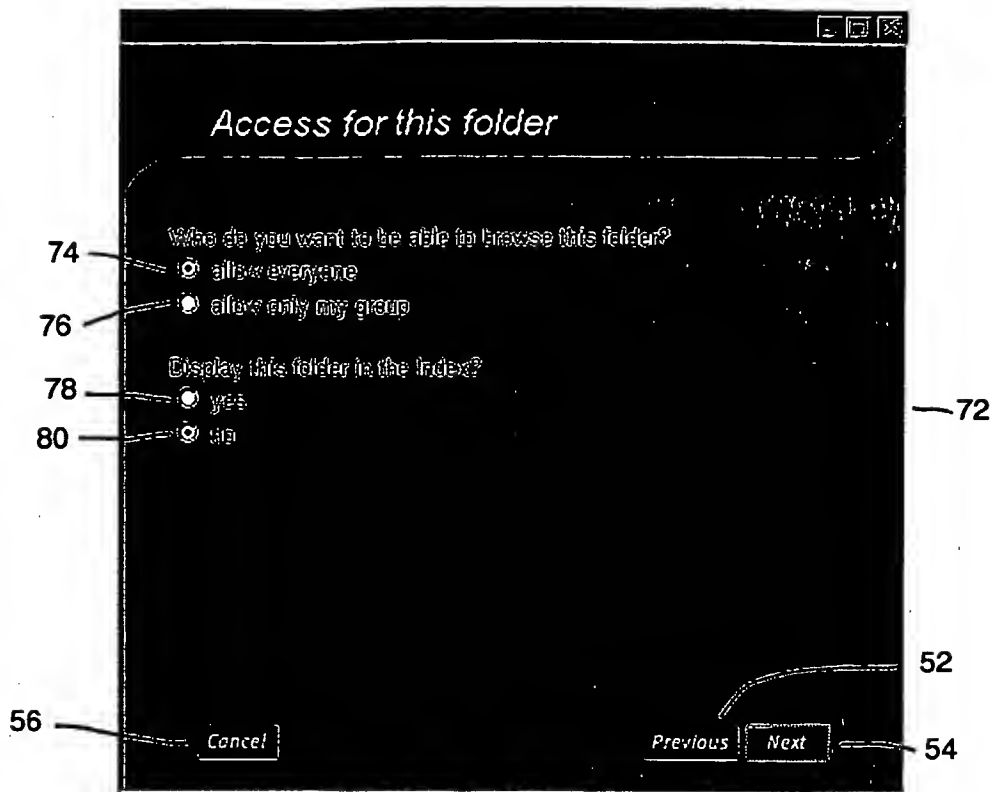 Access for this folder
Who do you want to be able to browse this folder?
74
allow everyone
76
allow only my group
Display this folder in the Index?
78
yes
72
80
no
52
56
Cancel
Previous
Next
54